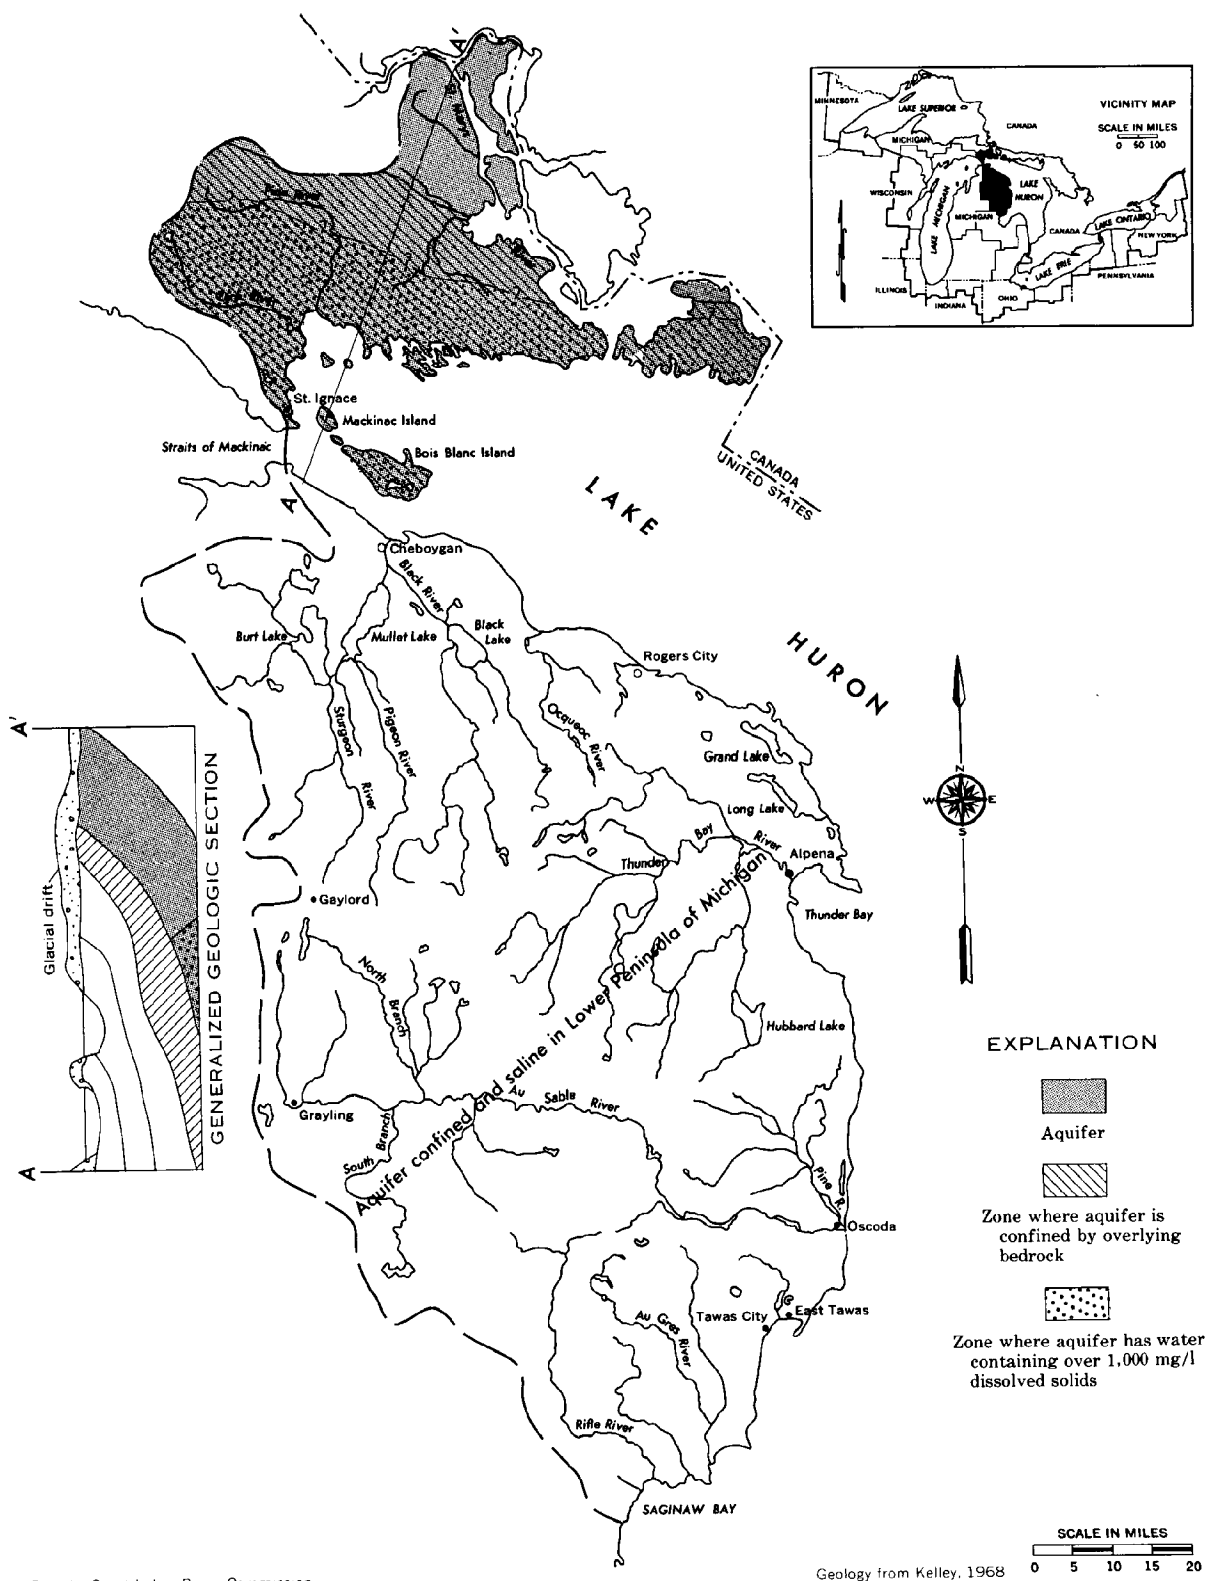 A'
MINNESOTA
LAKE SUPERIOR
VICINITY MAP
SCALE IN MILES
0 50 100
CANADA
MICHIGAN
WISCONSIN
LAKE
HURON
LAKE MICHIGAN
MICHIGAN
CANADA
LAKE ONTARIO
NEW YORK
LAKE ERIE
PENNSYLVANIA
ILLINOIS
INDIANA
OHIO
St. Ignace
Mackinac Island
Straits of Mackinac
Bois Blanc Island
CANADA
UNITED STATES
LAKE
HURON
A
Cheboygan
Black River
Burt Lake
Mullet Lake
Black
Lake
Rogers City
Sturgeon
River
Pigeon River
Ocqueoc River
Grand Lake
Long Lake
Thunder
Bay
River
Alpena
Thunder Bay
Gaylord
North
Branch
Aquifer confined and saline in Lower Peninsula of Michigan
Hubbard Lake
Grayling
Au
Sable
River
South
Branch
Pine R.
Oscoda
Tawas City
East Tawas
Au Gres
River
Rifle River
SAGINAW BAY
A'
Glacial drift
GENERALIZED GEOLOGIC SECTION
A
N
W
E
S
EXPLANATION
Aquifer
Zone where aquifer is
confined by overlying
bedrock
Zone where aquifer has water
containing over 1,000 mg/l
dissolved solids
SCALE IN MILES
0 5 10 15 20
Geology from Kelley, 1968